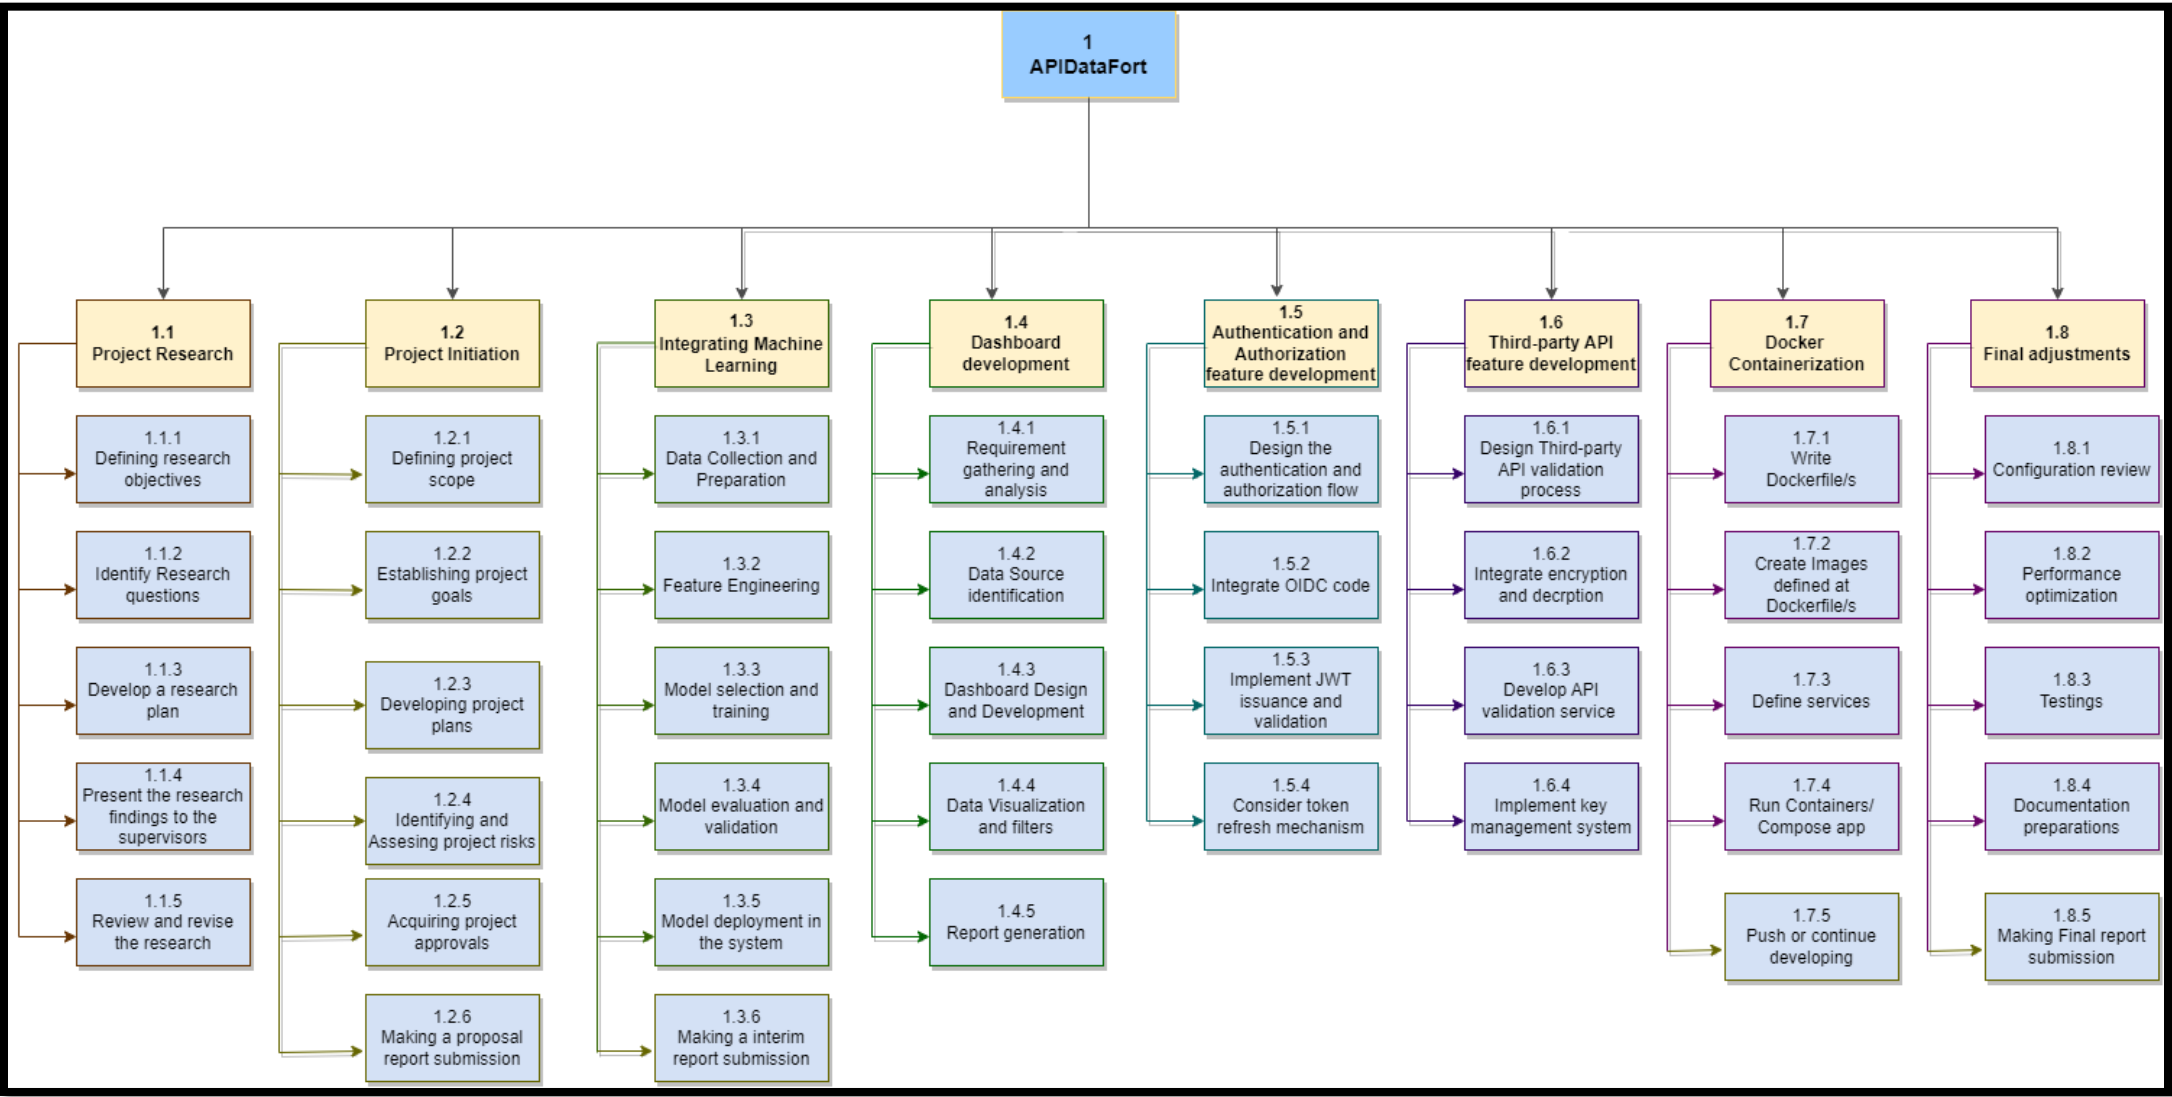 1
APIDataFort
1.1
Project Research
1.1.1
Defining research
objectives
1.1.2
Identify Research
questions
1.1.3
Develop a research
plan
1.1.4
Present the research
findings to the
supervisors
1.1.5
Review and revise
the research
1.2
Project Initiation
1.2.1
Defining project
scope
1.2.2
Establishing project
goals
1.2.3
Developing project
plans
1.2.4
Identifying and
Assesing project risks
1.2.5
Acquiring project
approvals
1.2.6
Making a proposal
report submission
1.3
Integrating Machine
Learning
1.3.1
Data Collection and
Preparation
1.3.2
Feature Engineering
1.3.3
Model selection and
training
1.3.4
Model evaluation and
validation
1.3.5
Model deployment in
the system
1.3.6
Making a interim
report submission
1.4
Dashboard
development
1.4.1
Requirement
gathering and
analysis
1.4.2
Data Source
identification
1.4.3
Dashboard Design
and Development
1.4.4
Data Visualization
and filters
1.4.5
Report generation
1.5
Authentication and
Authorization
feature development
1.5.1
Design the
authentication and
authorization flow
1.5.2
Integrate OIDC code
1.5.3
Implement JWT
issuance and
validation
1.5.4
Consider token
refresh mechanism
1.6
Third-party API
feature development
1.6.1
Design Third-party
API validation
process
1.6.2
Integrate encryption
and decrption
1.6.3
Develop API
validation service
1.6.4
Implement key
management system
1.7
Docker
Containerization
1.7.1
Write
Dockerfile/s
1.7.2
Create Images
defined at
Dockerfile/s
1.7.3
Define services
1.7.4
Run Containers/
Compose app
1.7.5
Push or continue
developing
1.8
Final adjustments
1.8.1
Configuration review
1.8.2
Performance
optimization
1.8.3
Testings
1.8.4
Documentation
preparations
1.8.5
Making Final report
submission